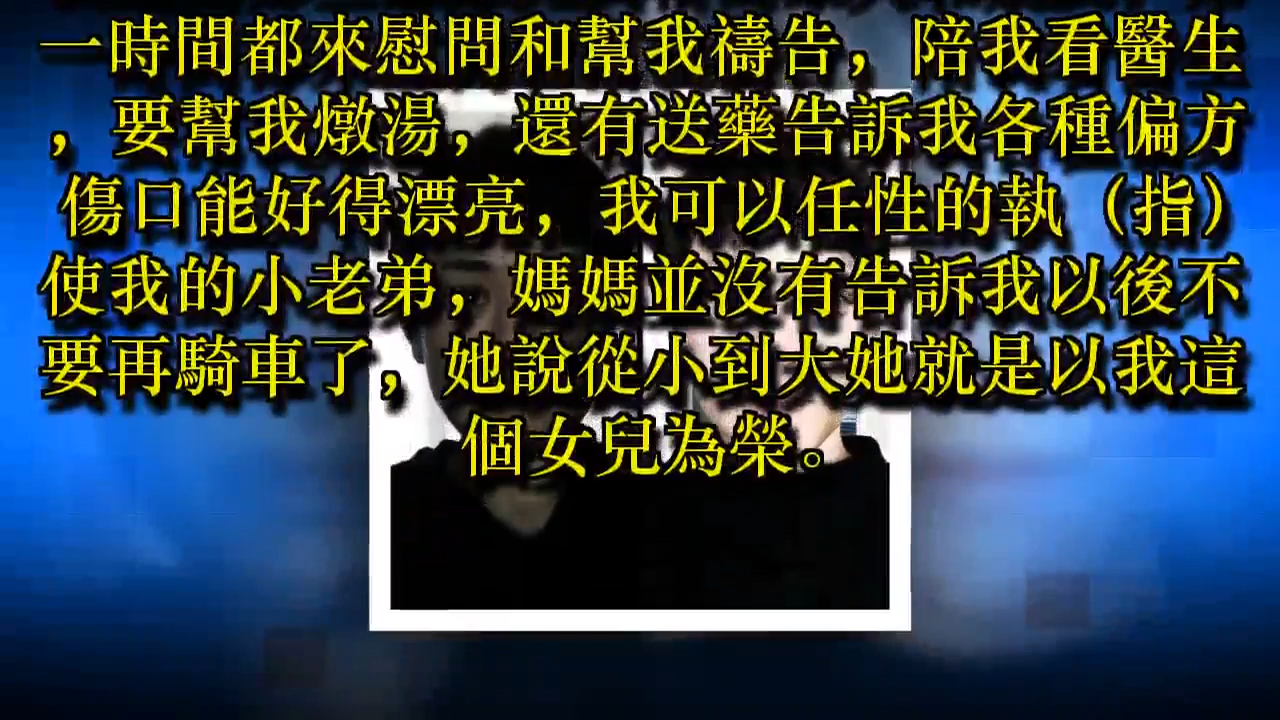 一時間都來慰問和幫我禱告，陪我看醫生
，要幫我燉湯，還有送藥告訴我各種偏方
傷口能好得漂亮，我可以任性的執（指）
使我的小老弟，媽媽並沒有告訴我以後不
要再騎車了，她說從小到大她就是以我這
個女兒為榮。